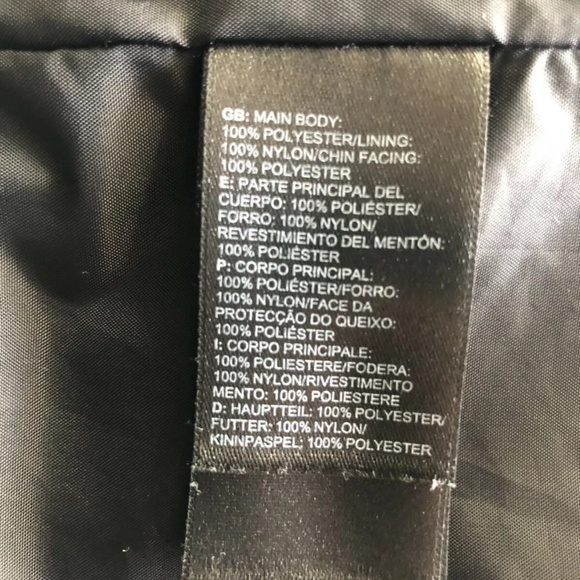 GB: MAIN BODY:
100% POLYESTER/LINING:
100% NYLON/CHIN FACING:
100% POLYESTER
E: PARTE PRINCIPAL DEL
CUERPO: 100% POLIÉSTER/
FORRO: 100% NYLON/
REVESTIMIENTO DEL MENTÓN:
100% POLIÉSTER
P: CORPO PRINCIPAL:
100% POLIÉSTER/FORRO:
100% NYLON/FACE DA
PROTECÇÃO DO QUEIXO:
100% POLIÉSTER
I: CORPO PRINCIPALE:
100% POLIESTERE/FODERA:
100% NYLON/RIVESTIMENTO
MENTO: 100% POLIESTERE
D: HAUPTTEIL: 100% POLYESTER/
FUTTER: 100% NYLON/
KINNPASPEL: 100% POLYESTER